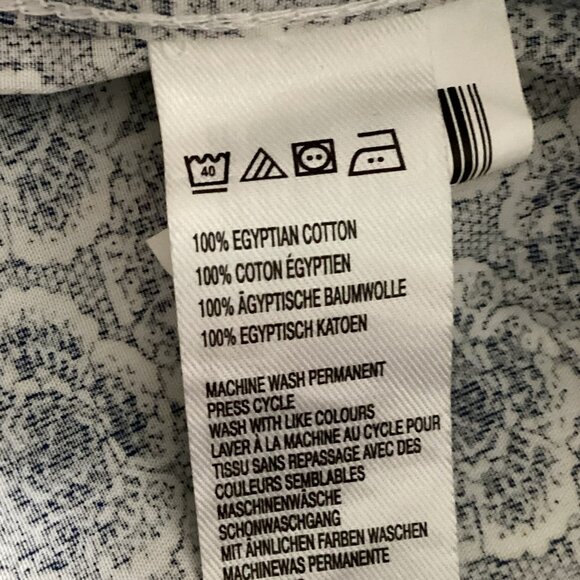 40
100% EGYPTIAN COTTON
100% COTON ÉGYPTIEN
100% ÄGYPTISCHE BAUMWOLLE
100% EGYPTISCH KATOEN
MACHINE WASH PERMANENT
PRESS CYCLE
WASH WITH LIKE COLOURS
LAVER À LA MACHINE AU CYCLE POUR
TISSU SANS REPASSAGE AVEC DES
COULEURS SEMBLABLES
MASCHINENWÄSCHE
SCHONWASCHGANG
MIT ÄHNLICHEN FARBEN WASCHEN
MACHINEWAS PERMANENTE